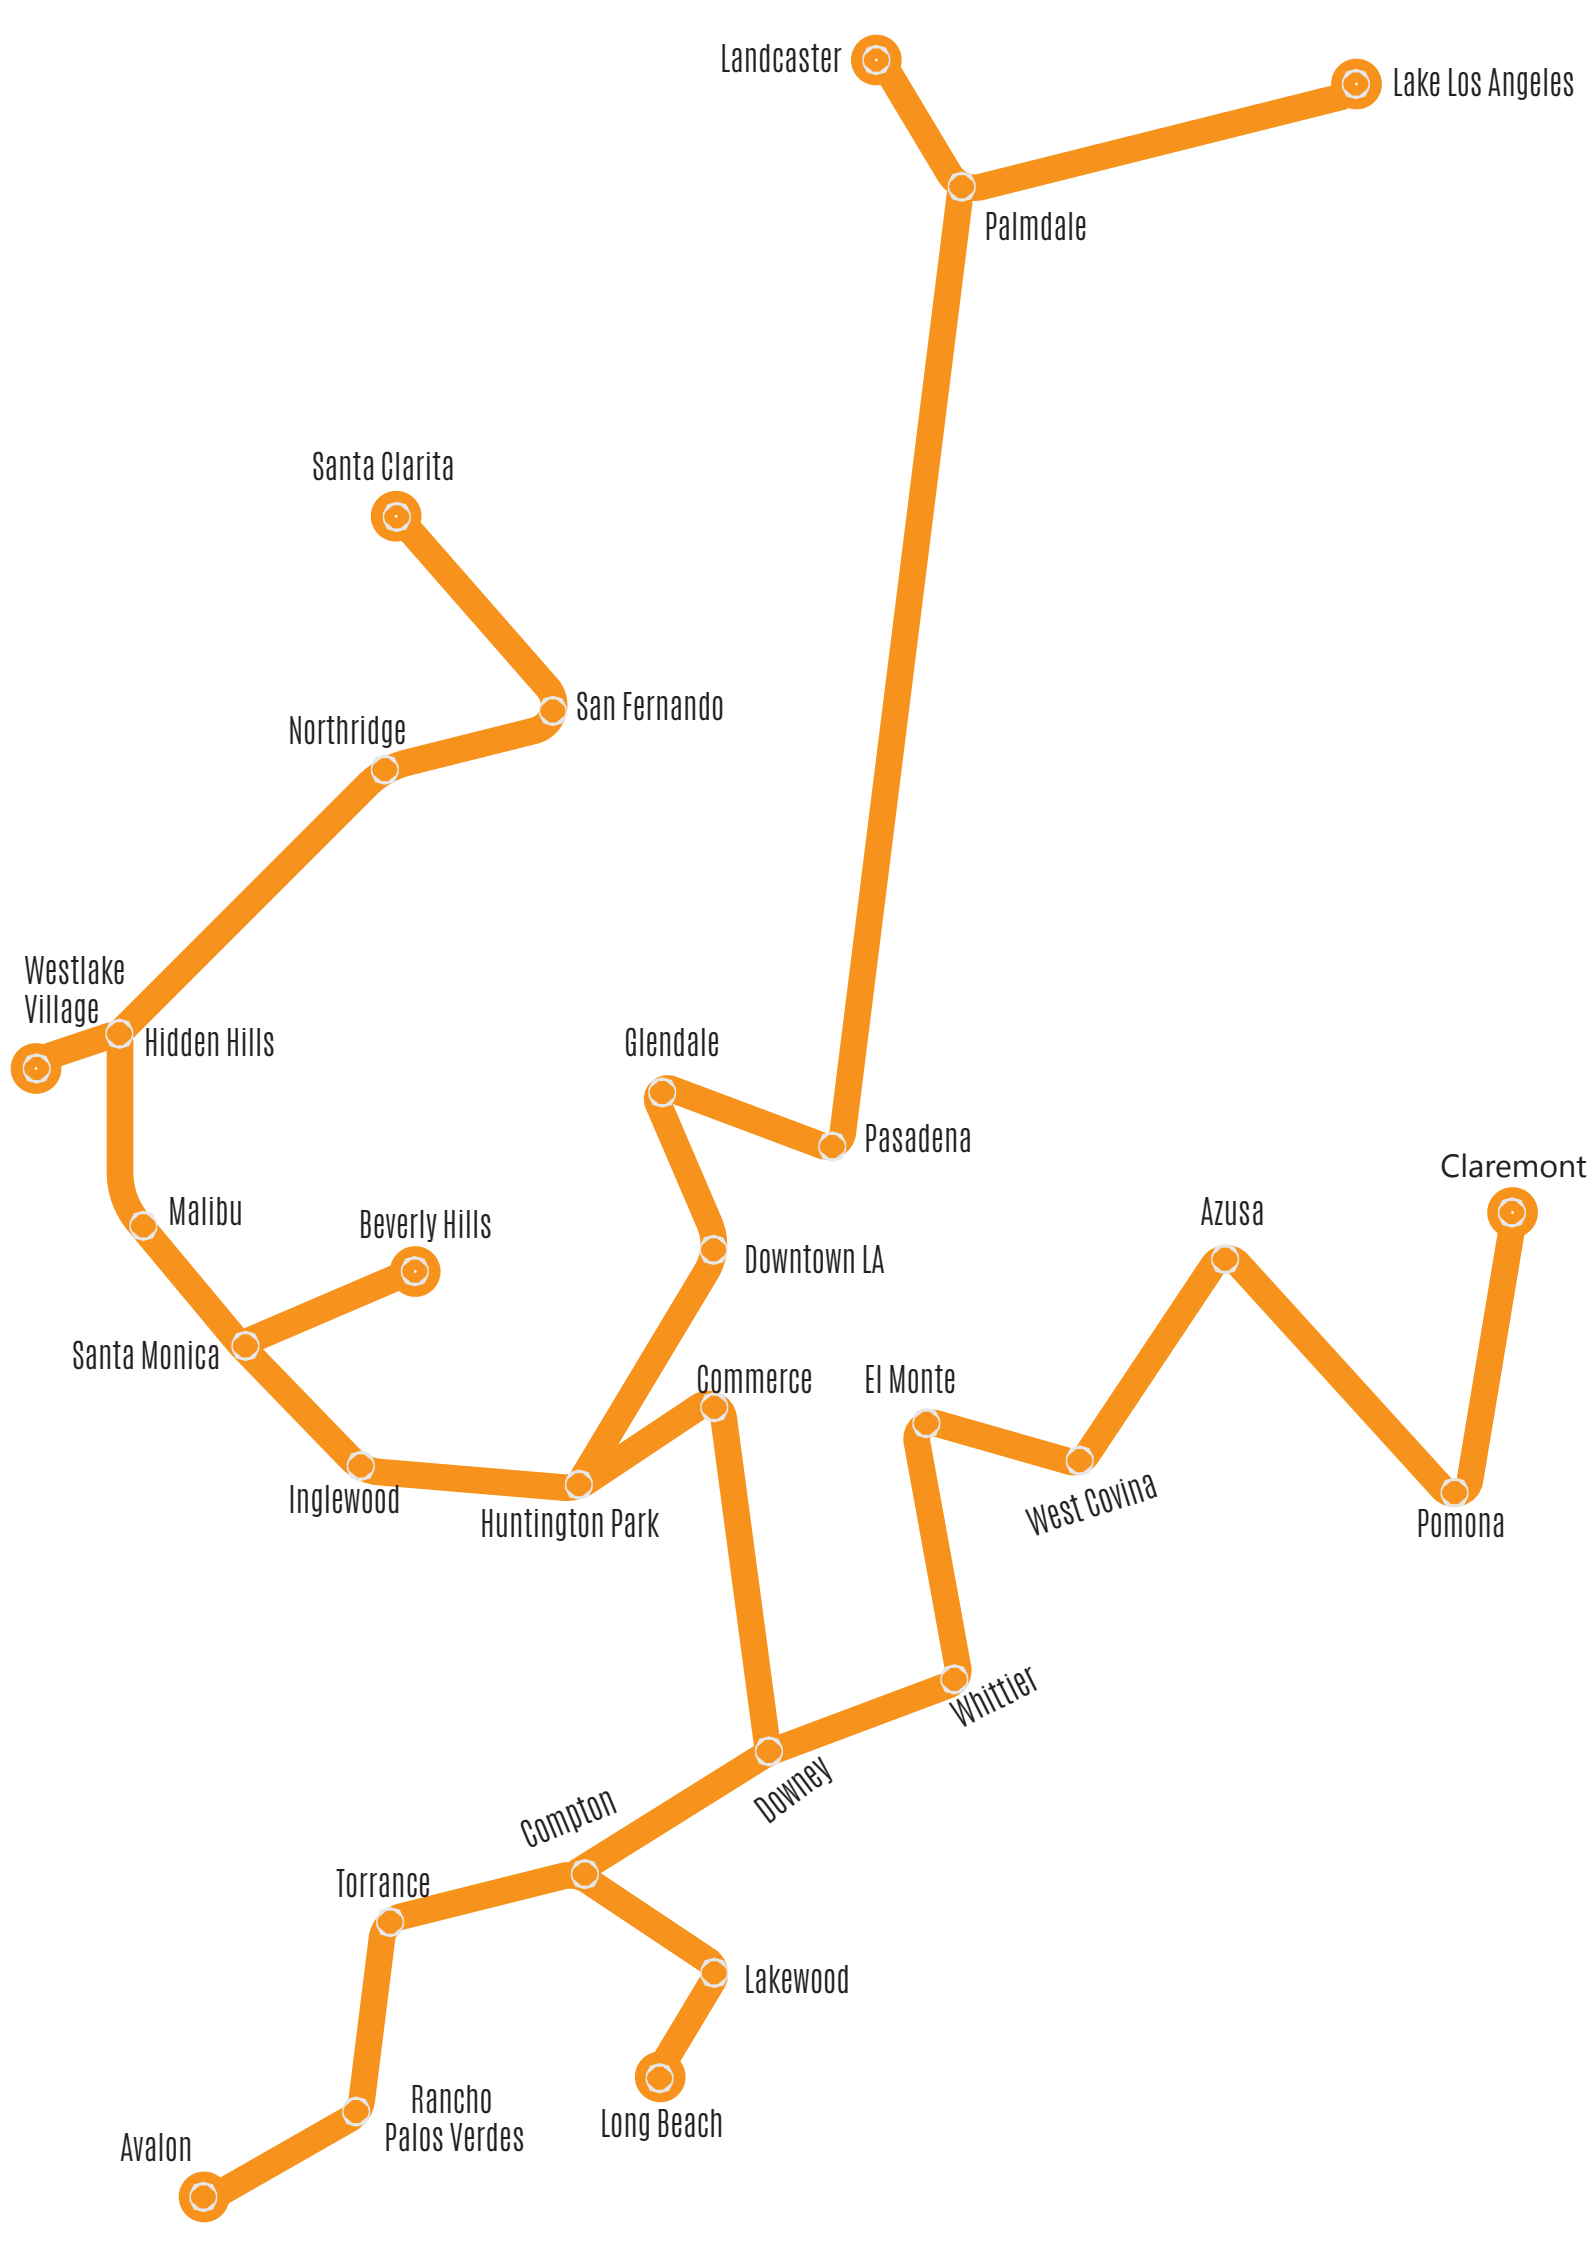 Landcaster
Lake Los Angeles
Palmdale
Santa Clarita
San Fernando
Northridge
Westlake
Village
Hidden Hills
Glendale
Pasadena
Claremont
Malibu
Beverly Hills
Azusa
Downtown LA
Santa Monica
Commerce
El Monte
Inglewood
Huntington Park
West Covina
Pomona
Whittier
Downey
Compton
Torrance
Lakewood
Rancho
Palos Verdes
Long Beach
Avalon